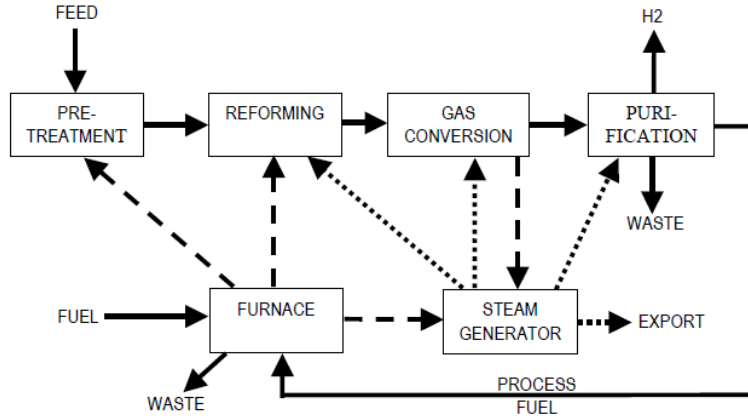 FEED
H2
PRE-
TREATMENT
REFORMING
GAS
CONVERSION
PURI-
FICATION
WASTE
FUEL
FURNACE
STEAM
GENERATOR
EXPORT
WASTE
PROCESS
FUEL